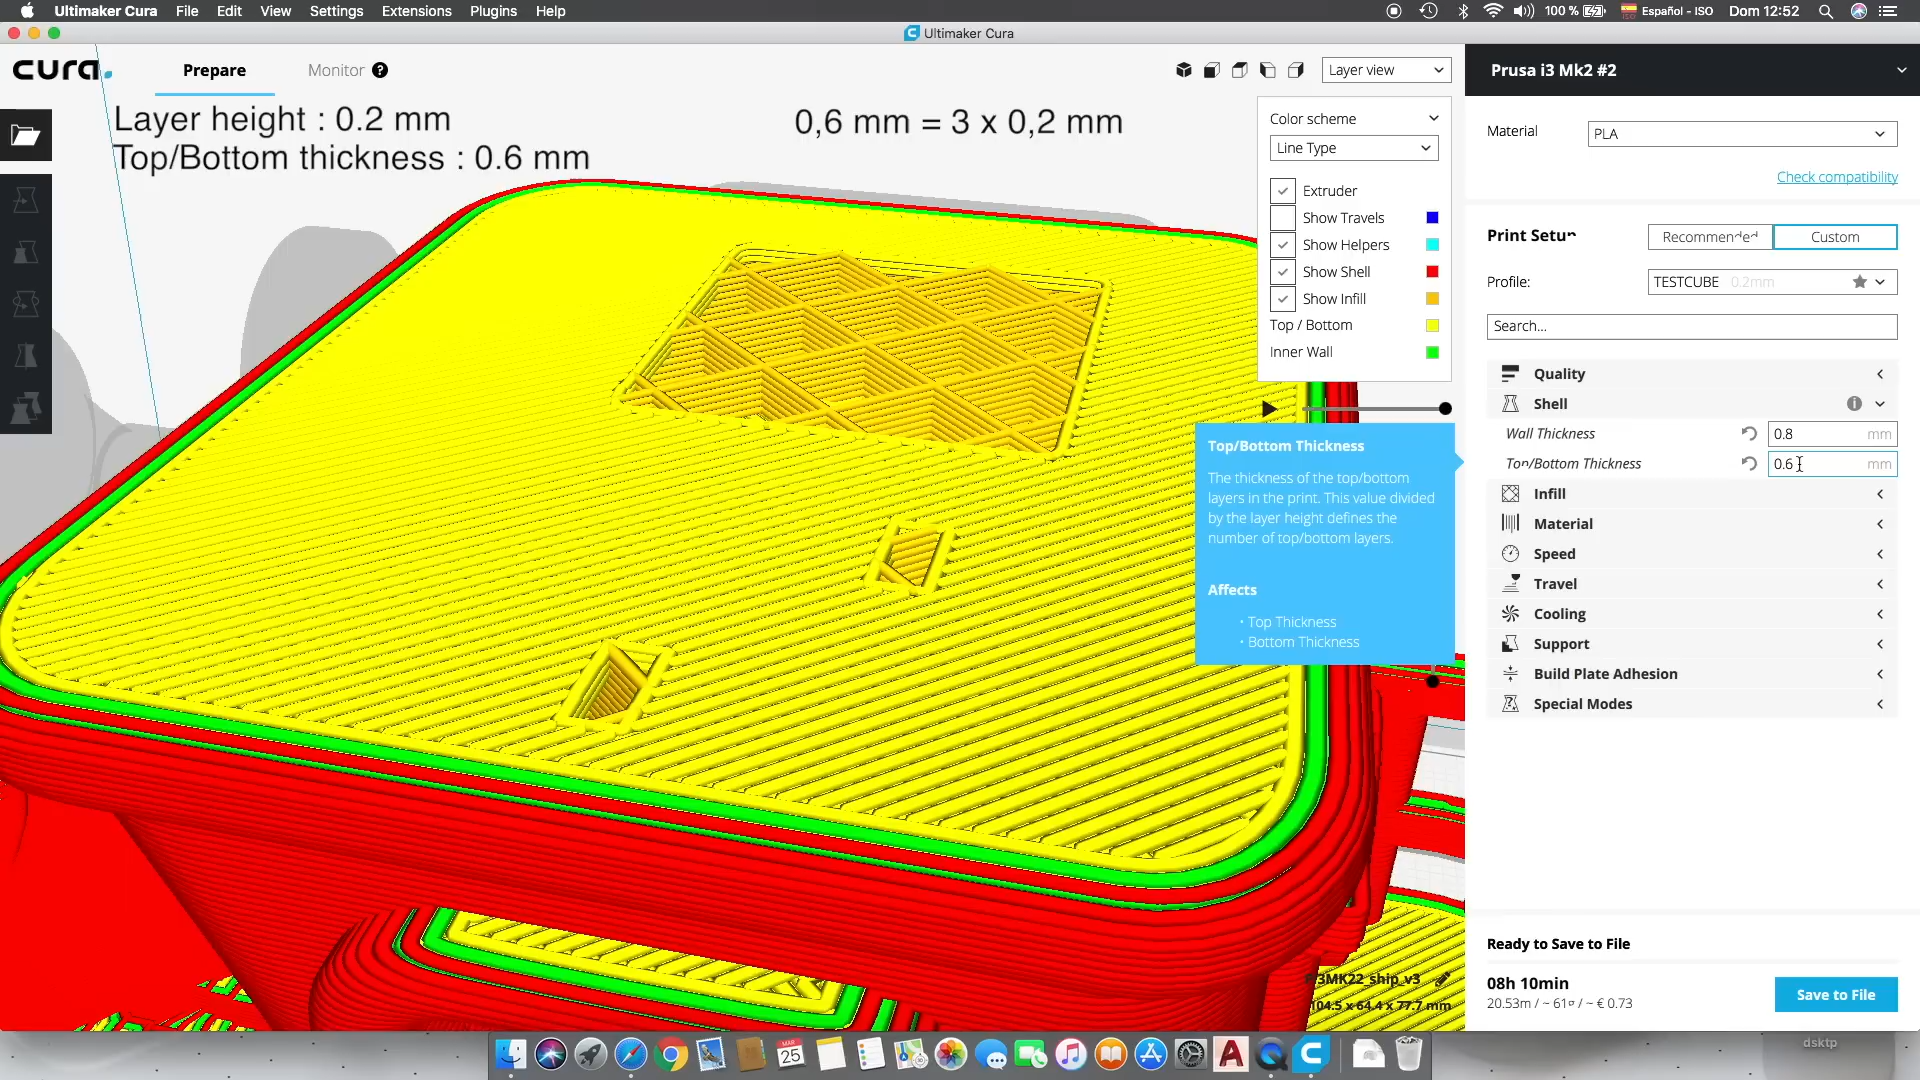 Ultimaker Cura File Edit View Settings Extensions Plugins Help 100 % Español - ISO Dom 12:52
Ultimaker Cura
cura.
Prepare
Monitor ?
Layer view
Prusa i3 Mk2 #2
Layer height : 0.2 mm
Top/Bottom thickness : 0.6 mm
0,6 mm = 3 x 0,2 mm
Color scheme
Line Type
Extruder
Show Travels
Show Helpers
Show Shell
Show Infill
Top / Bottom
Inner Wall
Material
PLA
Check compatibility
Print Setup
Recommended
Custom
Profile:
TESTCUBE 0.2mm
Search...
Quality
Shell
Wall Thickness
0.8 mm
Top/Bottom Thickness
0.6 mm
Infill
Material
Speed
Travel
Cooling
Support
Build Plate Adhesion
Special Modes
Top/Bottom Thickness
The thickness of the top/bottom
layers in the print. This value divided
by the layer height defines the
number of top/bottom layers.
Affects
• Top Thickness
• Bottom Thickness
104.5 x 64.4 x 77.7 mm
Ready to Save to File
08h 10min
20.53m / ~ 61g / ~ € 0.73
Save to File
MAR
25
dsktp